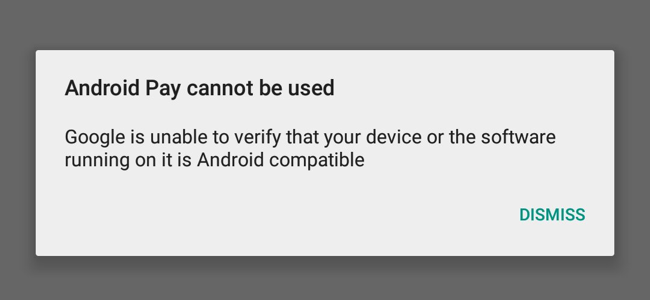 Android Pay cannot be used
Google is unable to verify that your device or the software
running on it is Android compatible
DISMISS